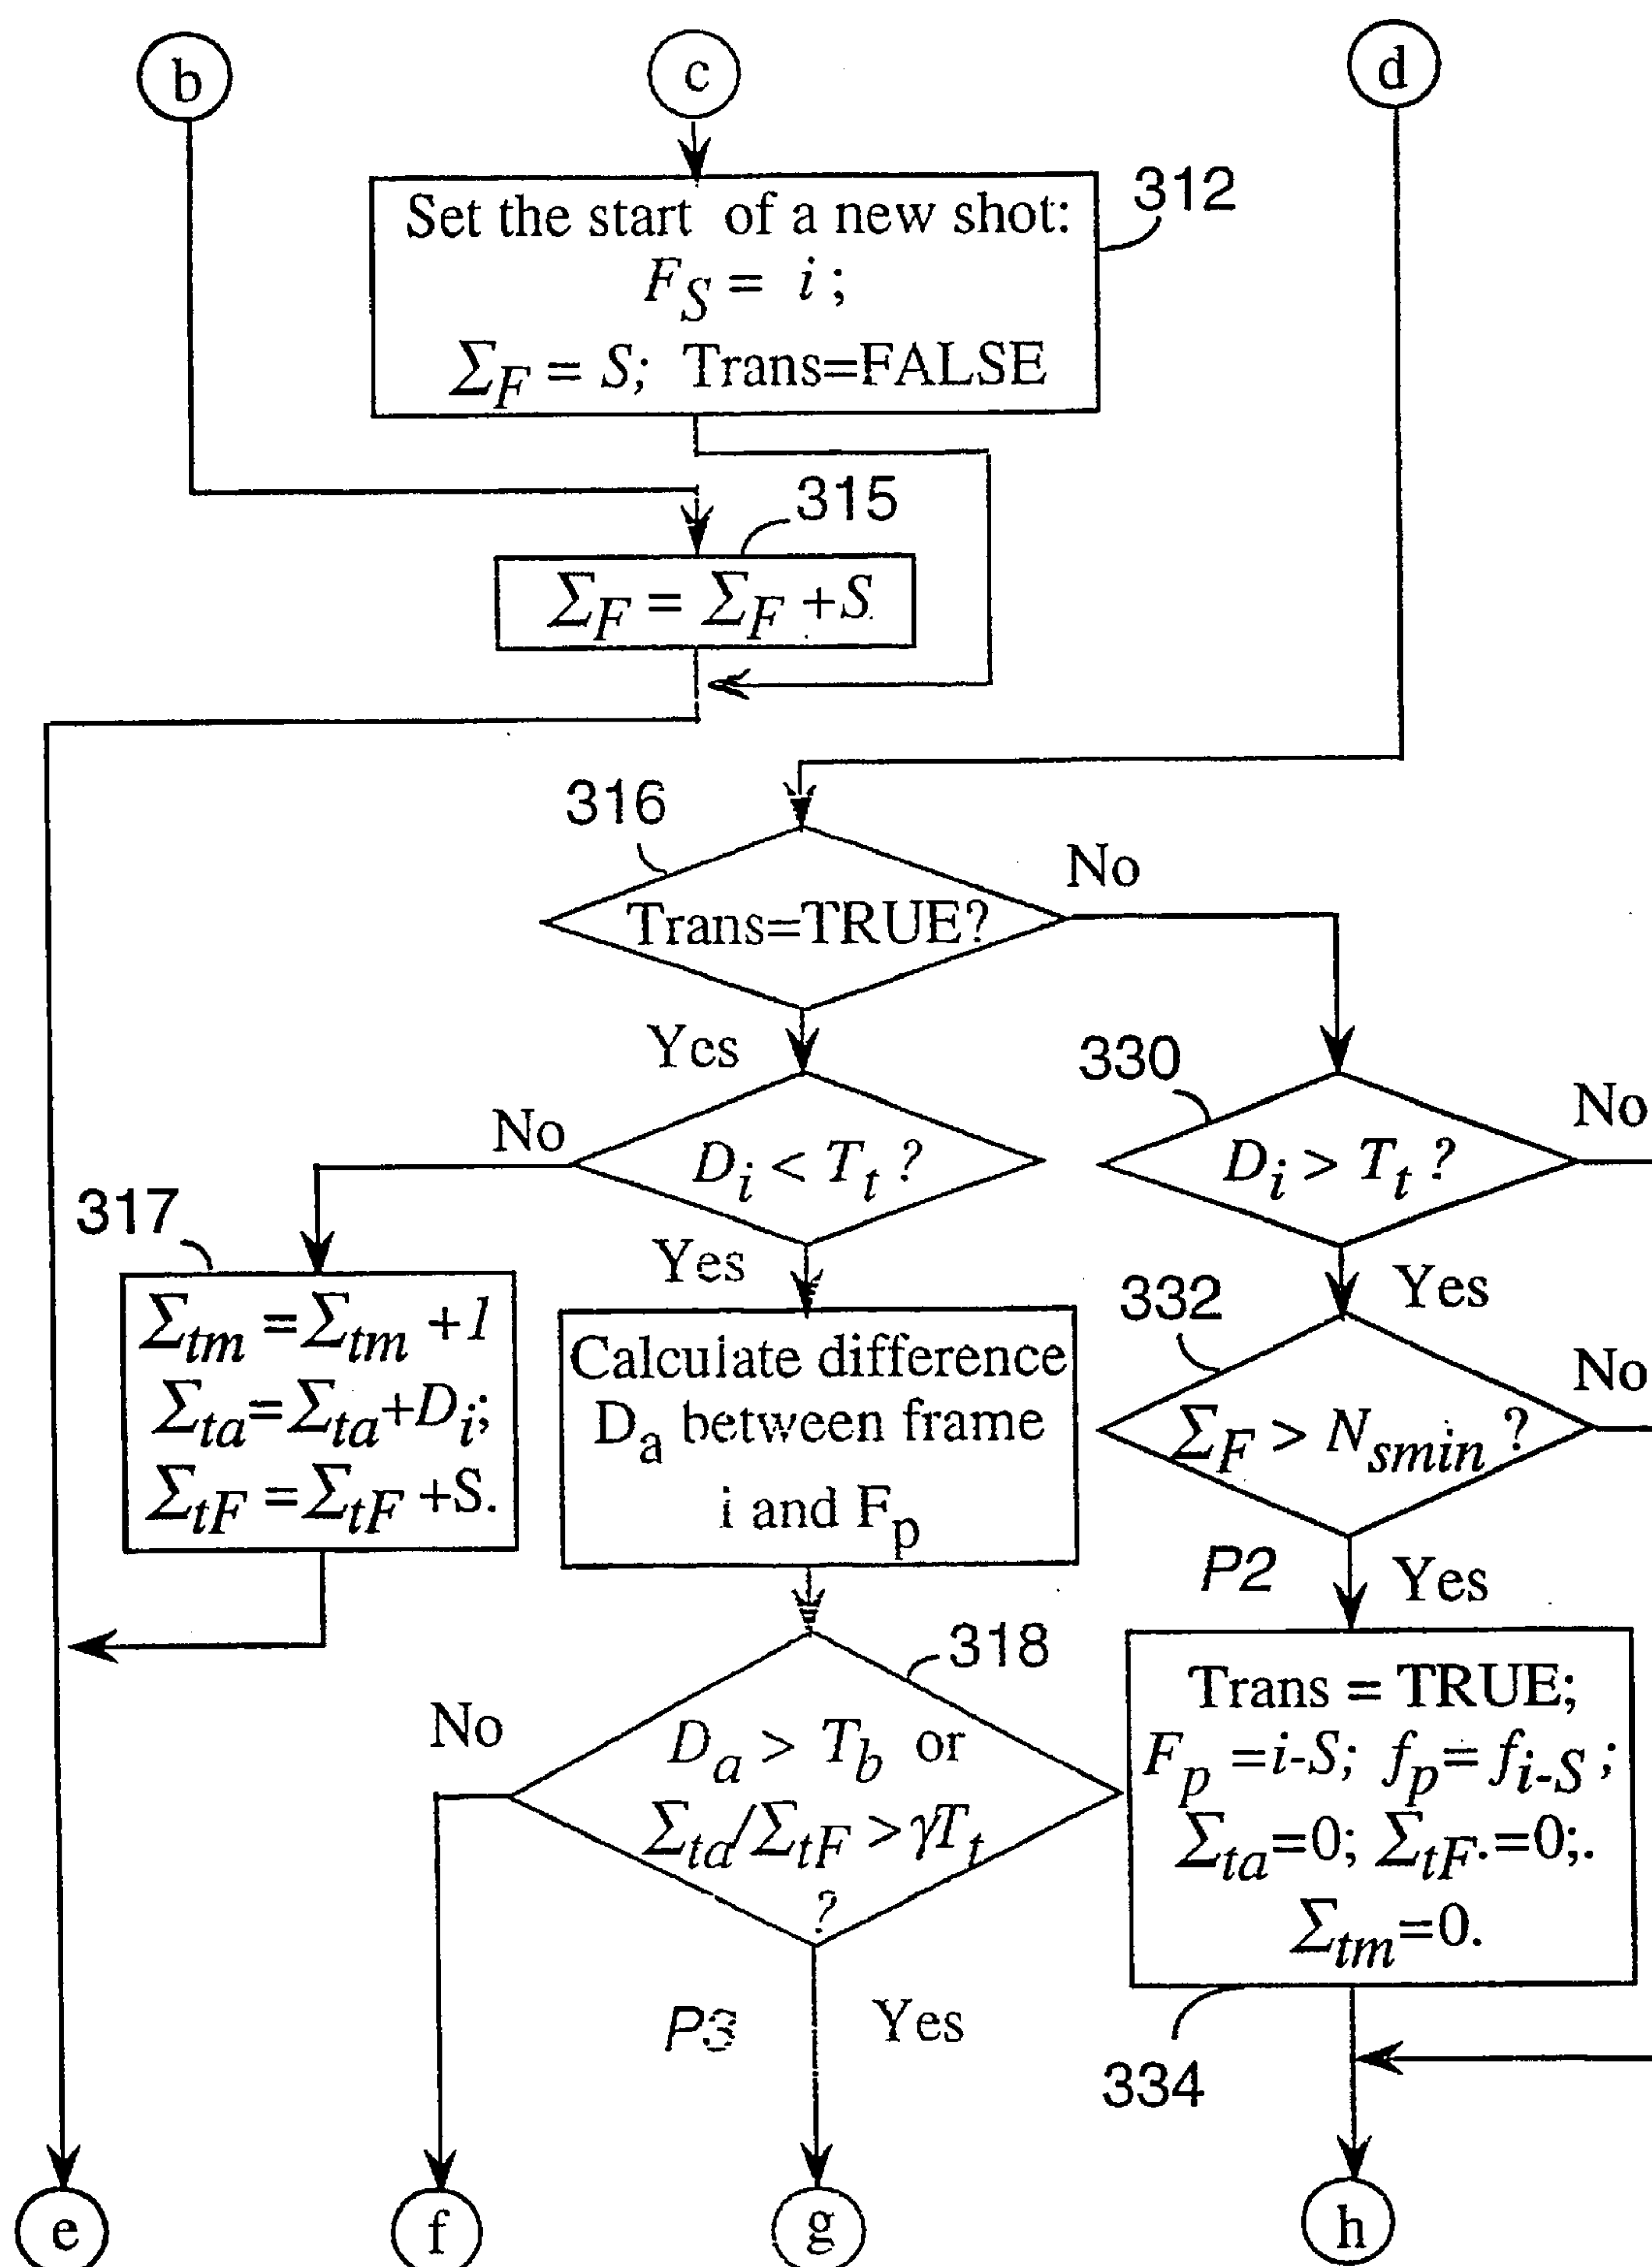 b
c
d
312
Set the start of a new shot:
F_S = i ;
Σ_F = S; Trans=FALSE
315
Σ_F = Σ_F +S
316
No
Trans=TRUE?
Yes
330
No
No
D_i < T_t ?
D_i > T_t ?
317
Yes
332
Yes
No
Σ_tm =Σ_tm +1
Σ_ta=Σ_ta+D_i;
Σ_tF =Σ_tF +S.
Calculate difference
D_a between frame
i and F_p
Σ_F > N_smin ?
P2
Yes
318
No
D_a > T_b or
Σ_ta/Σ_tF >γT_t
?
Trans = TRUE;
F_p =i-S; f_p= f_i-S ;
Σ_ta=0; Σ_tF.=0;.
Σ_tm=0.
P3
Yes
334
e
f
g
h